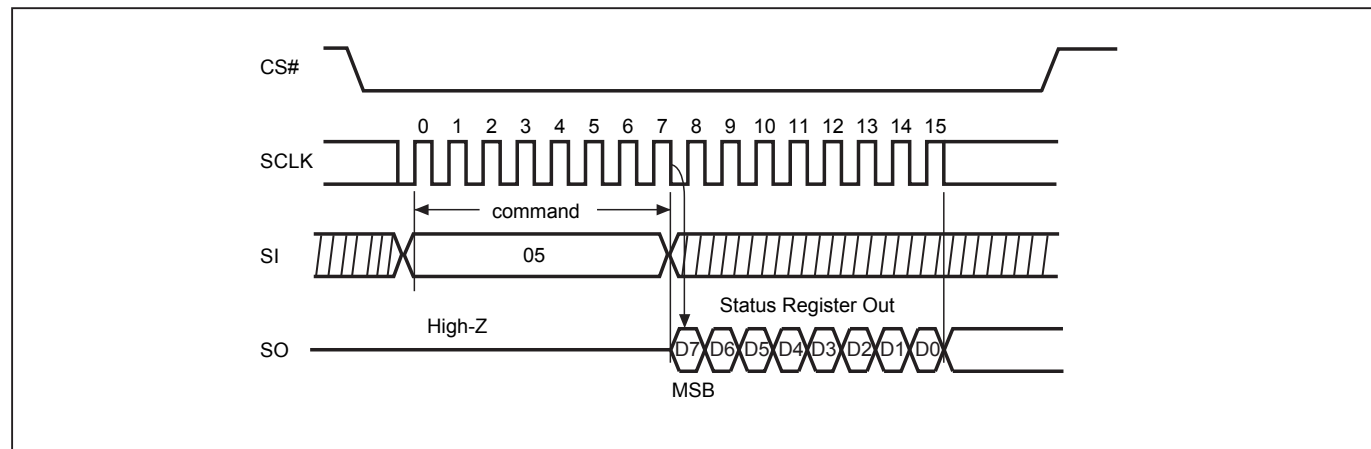 CS#
0 1 2 3 4 5 6 7 8 9 10 11 12 13 14 15
SCLK
command
SI
05
Status Register Out
High-Z
SO
D7 D6 D5 D4 D3 D2 D1 D0
MSB